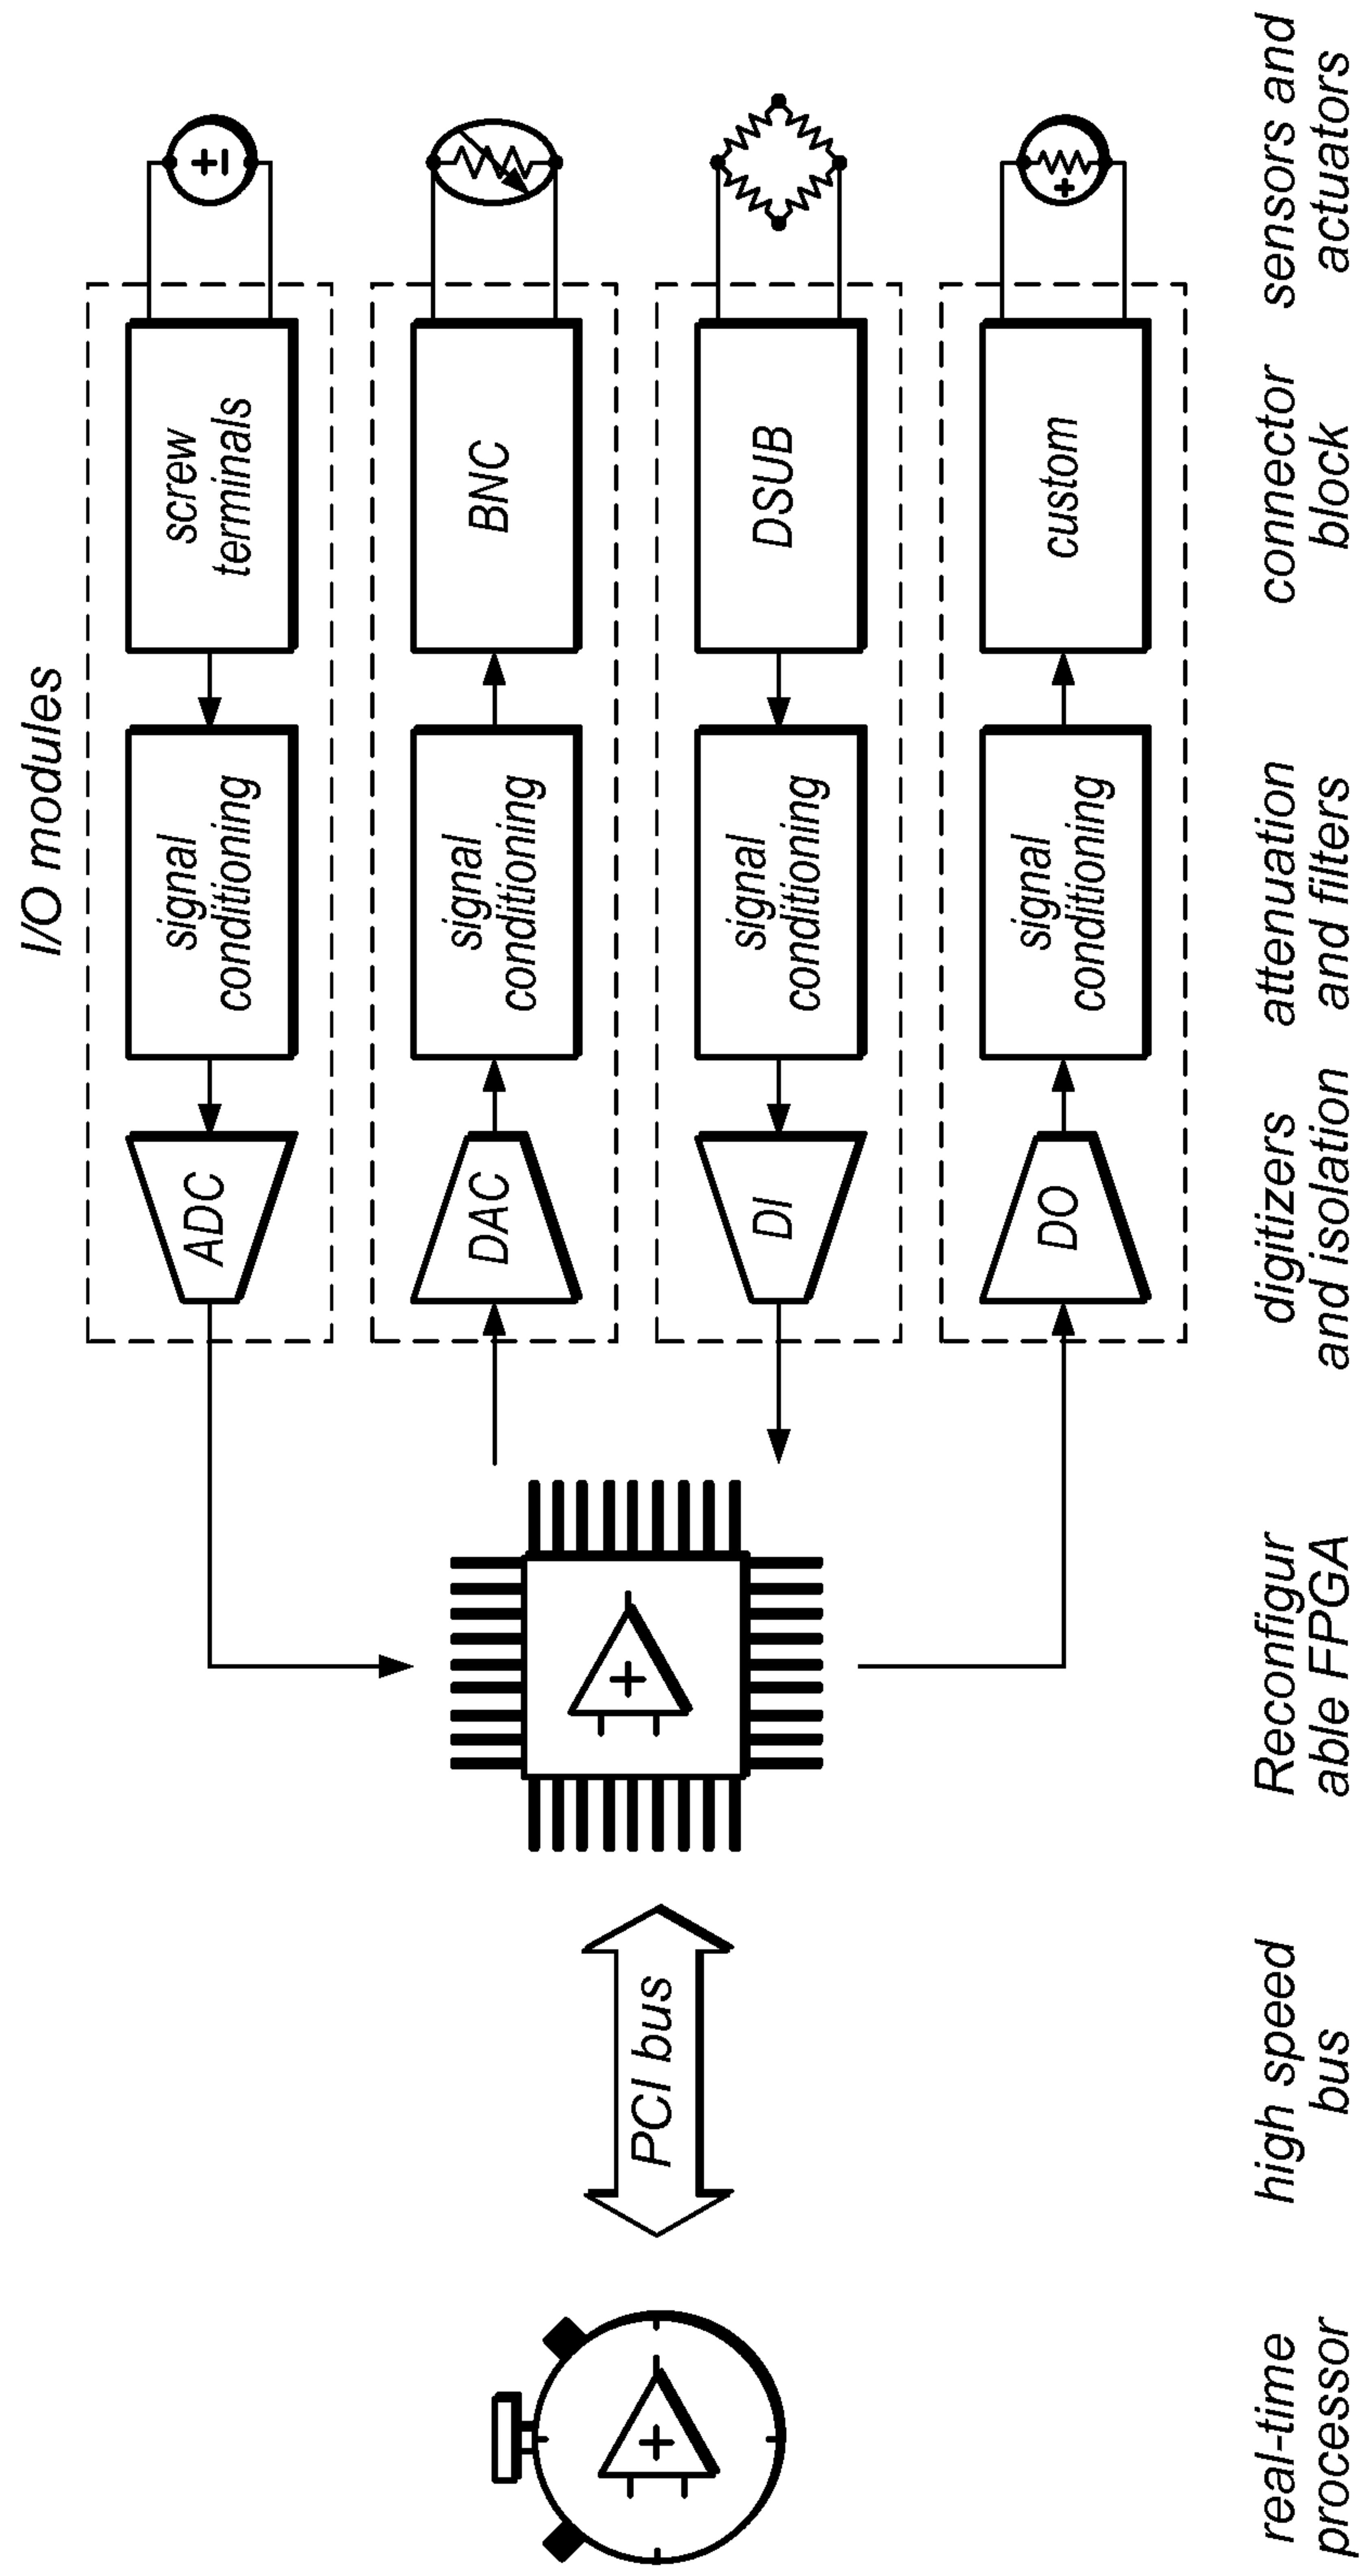 I/O modules
ADC
signal
conditioning
screw
terminals
+
DAC
signal
conditioning
BNC
PCI bus
DI
signal
conditioning
DSUB
DO
signal
conditioning
custom
real-time
processor
high speed
bus
Reconfigur
able FPGA
digitizers
and isolation
attenuation
and filters
connector
block
sensors and
actuators